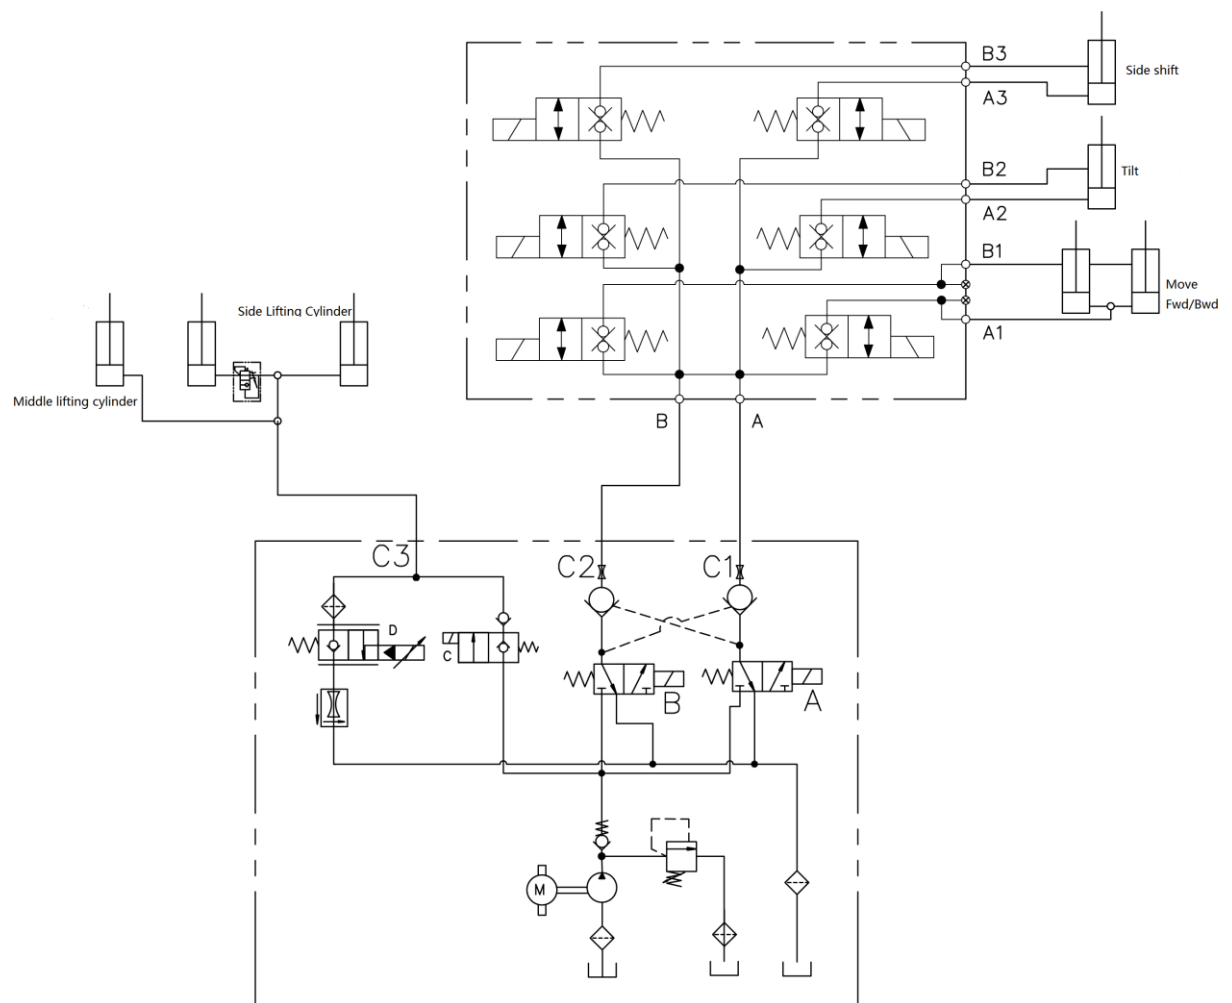 B3
Side shift
A3
B2
Tilt
A2
B1
Move
Fwd/Bwd
A1
Side Lifting Cylinder
Middle lifting cylinder
B
A
C3
C2
C1
D
C
B
A
M